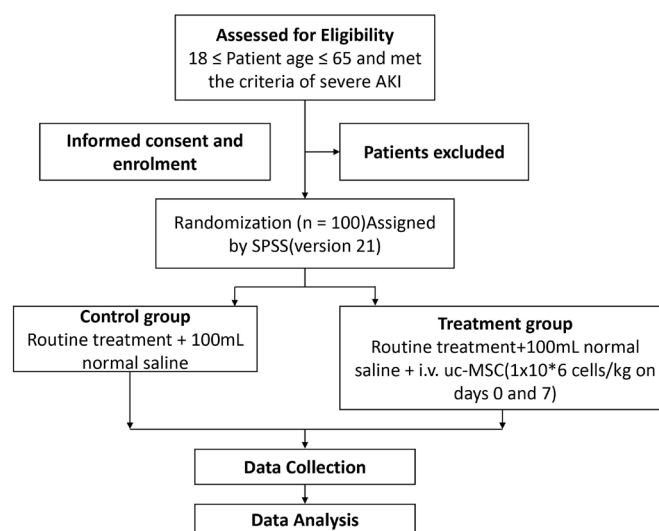 Assessed for Eligibility
18 ≤ Patient age ≤ 65 and met
the criteria of severe AKI
Informed consent and
enrolment
Patients excluded
Randomization (n = 100)Assigned
by SPSS(version 21)
Control group
Routine treatment + 100mL
normal saline
Treatment group
Routine treatment+100mL normal
saline + i.v. uc-MSC(1x10*6 cells/kg on
days 0 and 7)
Data Collection
Data Analysis